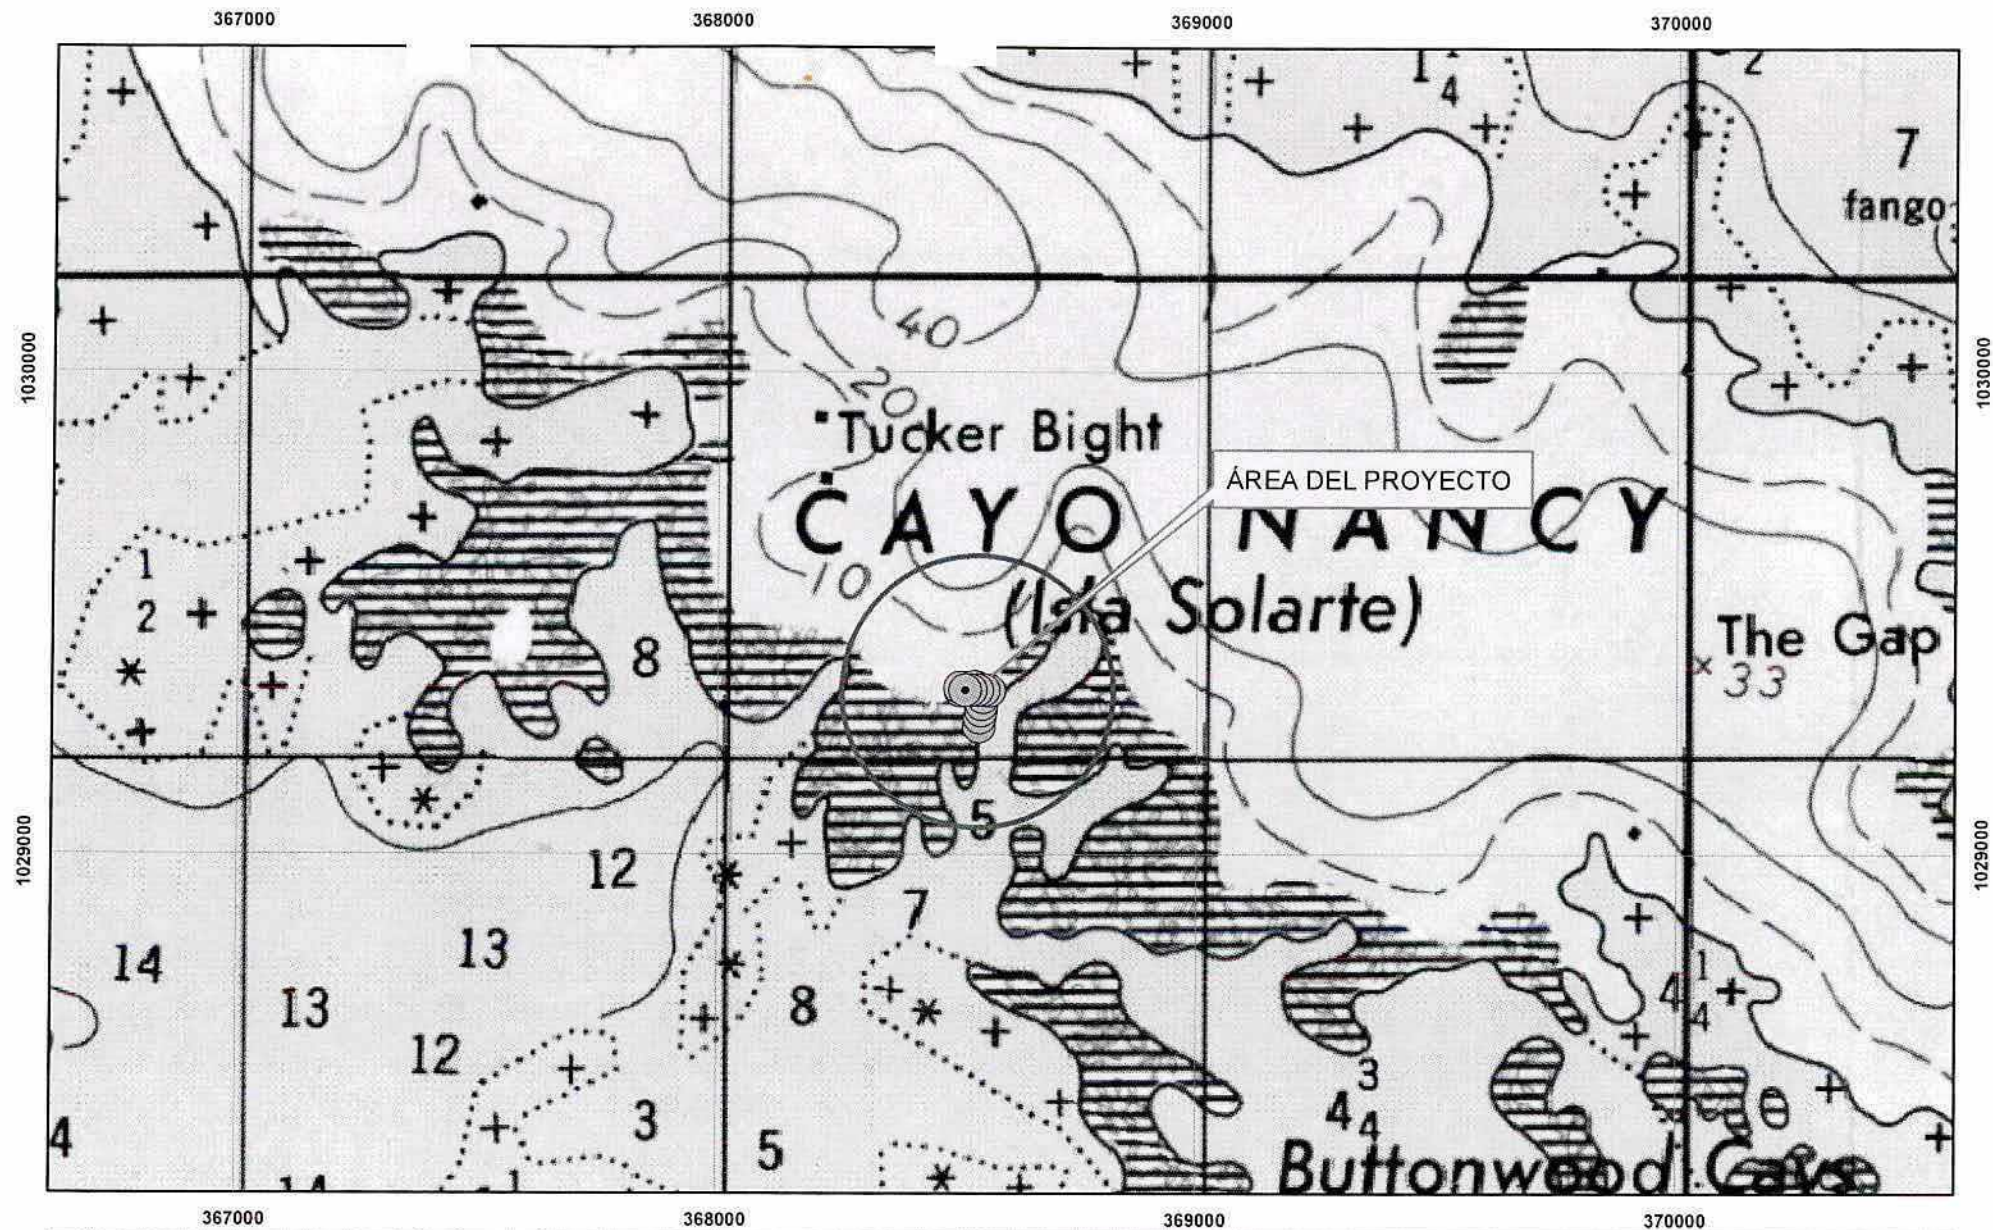 367000 368000 369000 370000
1 4 2
7
fango
40
1030000 1030000
20
Tucker Bight
ÁREA DEL PROYECTO
CAYO NANCY
10
1
2
(Isla Solarte)
8
The Gap
33
5
1029000 1029000
12
7
13
14
13
8
4 1
4
12
3
4 4
3
4
5
Buttonwood Cays
367000 368000 369000 370000